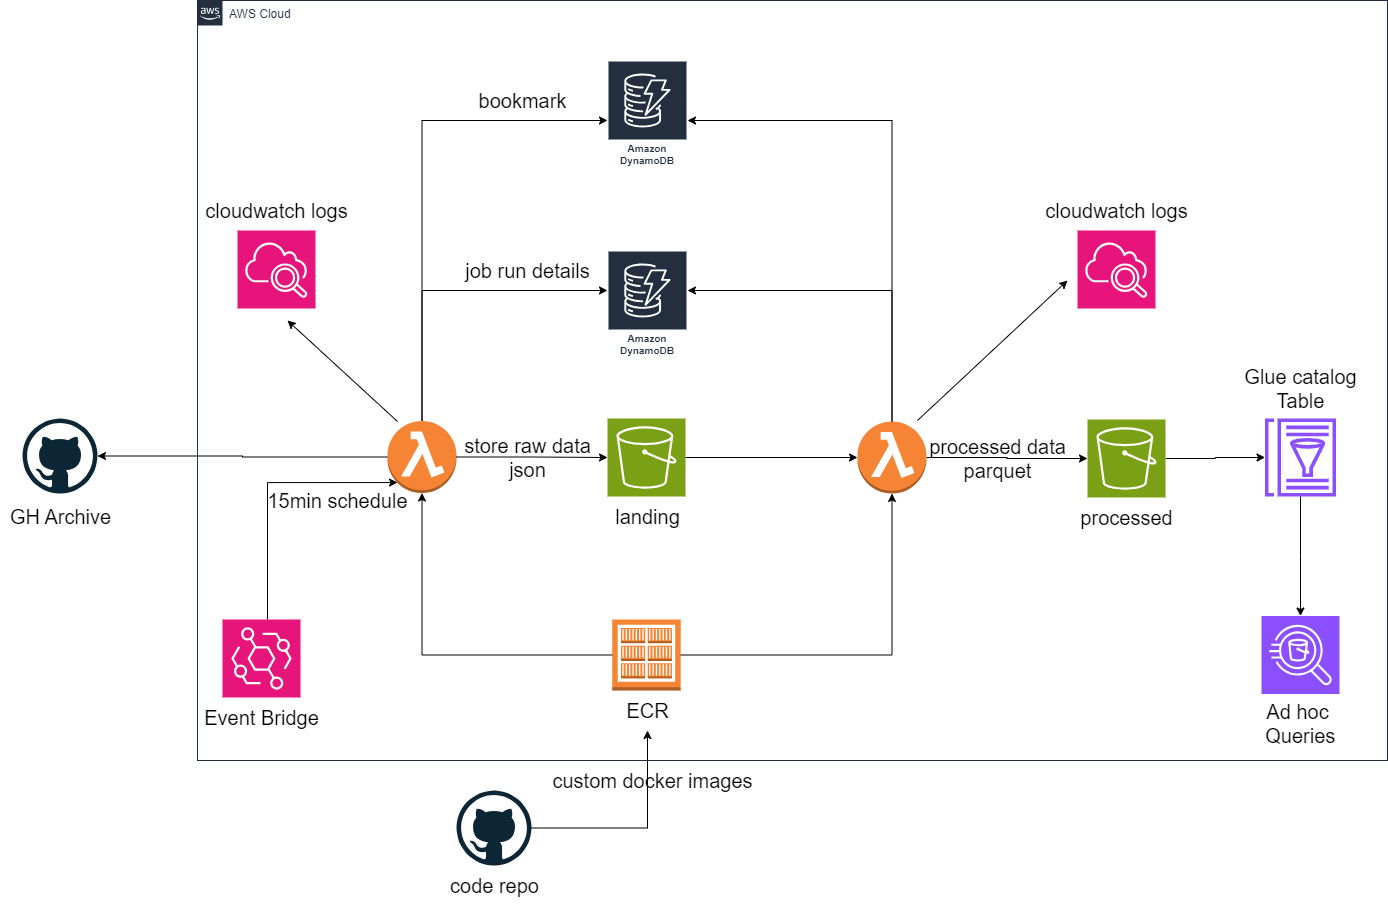 aws
AWS Cloud
bookmark
Amazon
DynamoDB
cloudwatch logs
cloudwatch logs
job run details
Amazon
DynamoDB
Glue catalog
Table
store raw data
json
processed data
parquet
15min schedule
GH Archive
landing
processed
Event Bridge
ECR
Ad hoc
Queries
custom docker images
code repo